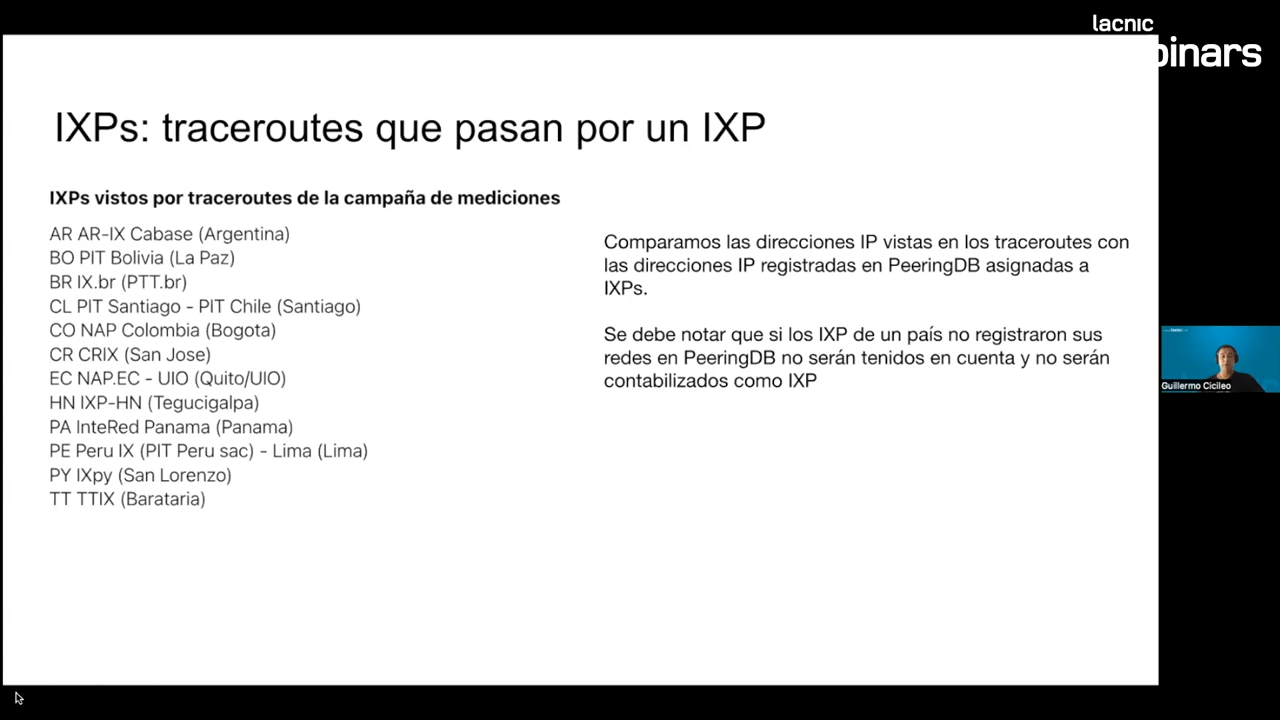 lacnic
binars
IXPs: traceroutes que pasan por un IXP
IXPs vistos por traceroutes de la campaña de mediciones
AR AR-IX Cabase (Argentina)
BO PIT Bolivia (La Paz)
BR IX.br (PTT.br)
CL PIT Santiago - PIT Chile (Santiago)
CO NAP Colombia (Bogota)
CR CRIX (San Jose)
EC NAP.EC - UIO (Quito/UIO)
HN IXP-HN (Tegucigalpa)
PA InteRed Panama (Panama)
PE Peru IX (PIT Peru sac) - Lima (Lima)
PY IXpy (San Lorenzo)
TT TTIX (Barataria)
Comparamos las direcciones IP vistas en los traceroutes con
las direcciones IP registradas en PeeringDB asignadas a
IXPs.
Se debe notar que si los IXP de un país no registraron sus
redes en PeeringDB no serán tenidos en cuenta y no serán
contabilizados como IXP
Guillermo Cicileo